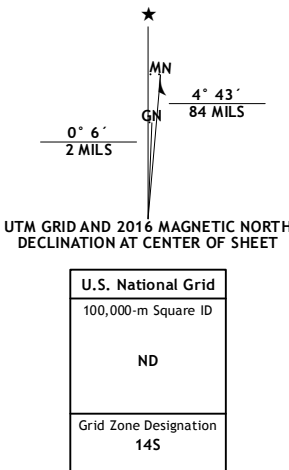 ★
MN
GN
4° 43´
84 MILS
0° 6´
2 MILS
UTM GRID AND 2016 MAGNETIC NORTH
DECLINATION AT CENTER OF SHEET
U.S. National Grid
100,000-m Square ID
ND
Grid Zone Designation
14S